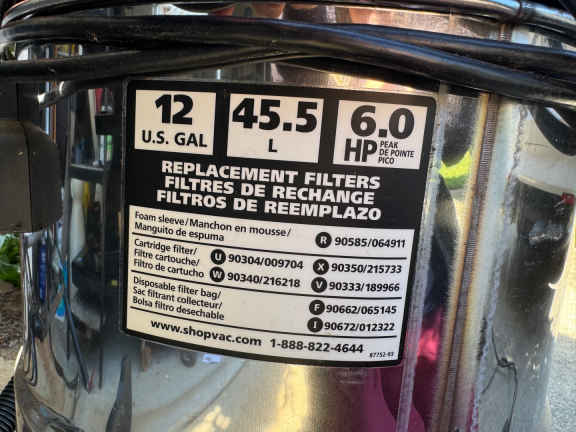 12
U.S. GAL
45.5
L
6.0
HP PEAK
DE POINTE
PICO
REPLACEMENT FILTERS
FILTRES DE RECHANGE
FILTROS DE REEMPLAZO
Foam sleeve/Manchon en mousse/
Manguito de espuma
R 90585/064911
Cartridge filter/
Filtre cartouche/
Filtro de cartucho
U 90304/009704
W 90340/216218
X 90350/215733
V 90333/189966
Disposable filter bag/
Sac filtrant collecteur/
Bolsa filtro desechable
F 90662/065145
I 90672/012322
www.shopvac.com 1-888-822-4644
87752-03